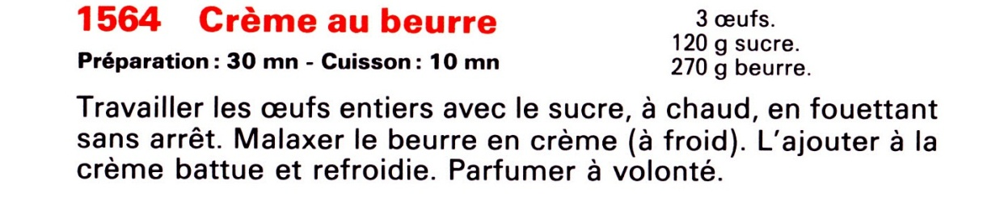 1564 Crème au beurre
Préparation : 30 mn - Cuisson : 10 mn
3 œufs.
120 g sucre.
270 g beurre.
Travailler les œufs entiers avec le sucre, à chaud, en fouettant
sans arrêt. Malaxer le beurre en crème (à froid). L'ajouter à la
crème battue et refroidie. Parfumer à volonté.